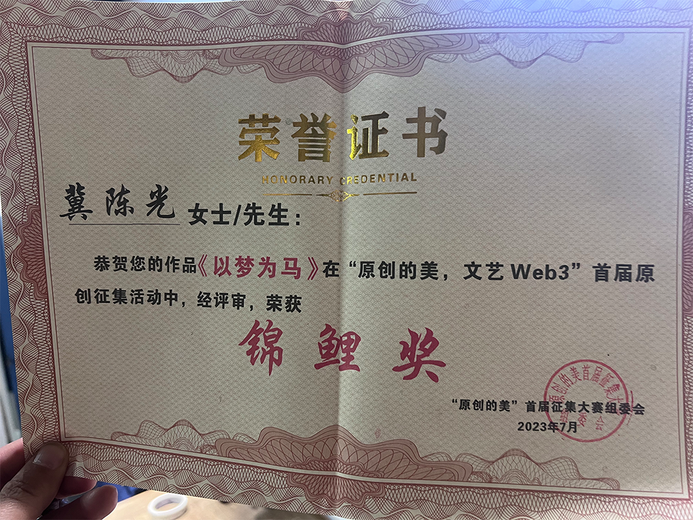 荣誉证书
HONORARY CREDENTIAL
冀陈光 女士/先生：
恭贺您的作品《以梦为马》在“原创的美，文艺Web3”首届原
创征集活动中，经评审，荣获
锦鲤奖
“原创的美”首届征集大赛组委会
2023年7月